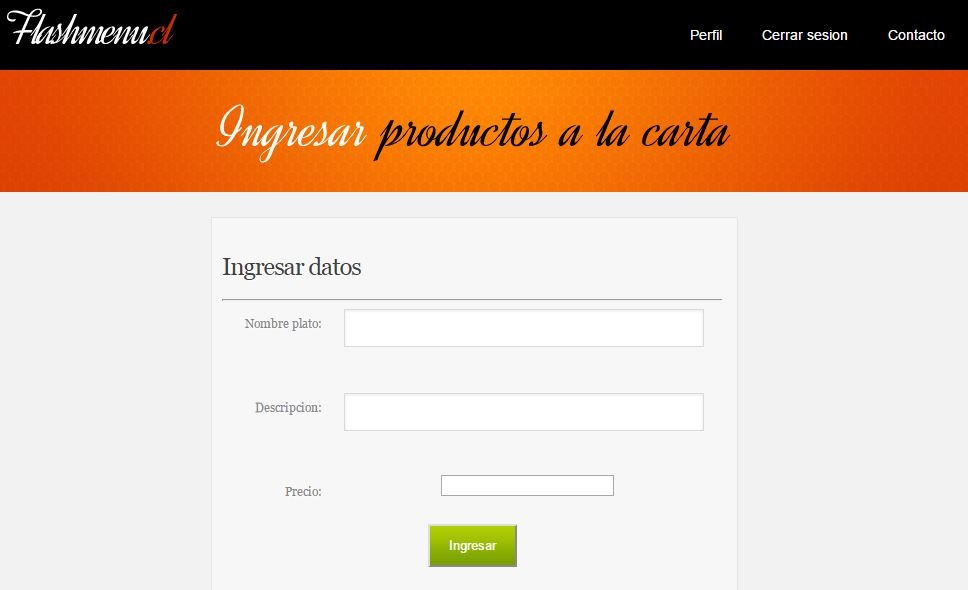 Flashmenu.cl
Perfil Cerrar sesion Contacto
Ingresar productos a la carta
Ingresar datos
Nombre plato:
Descripcion:
Precio:
Ingresar